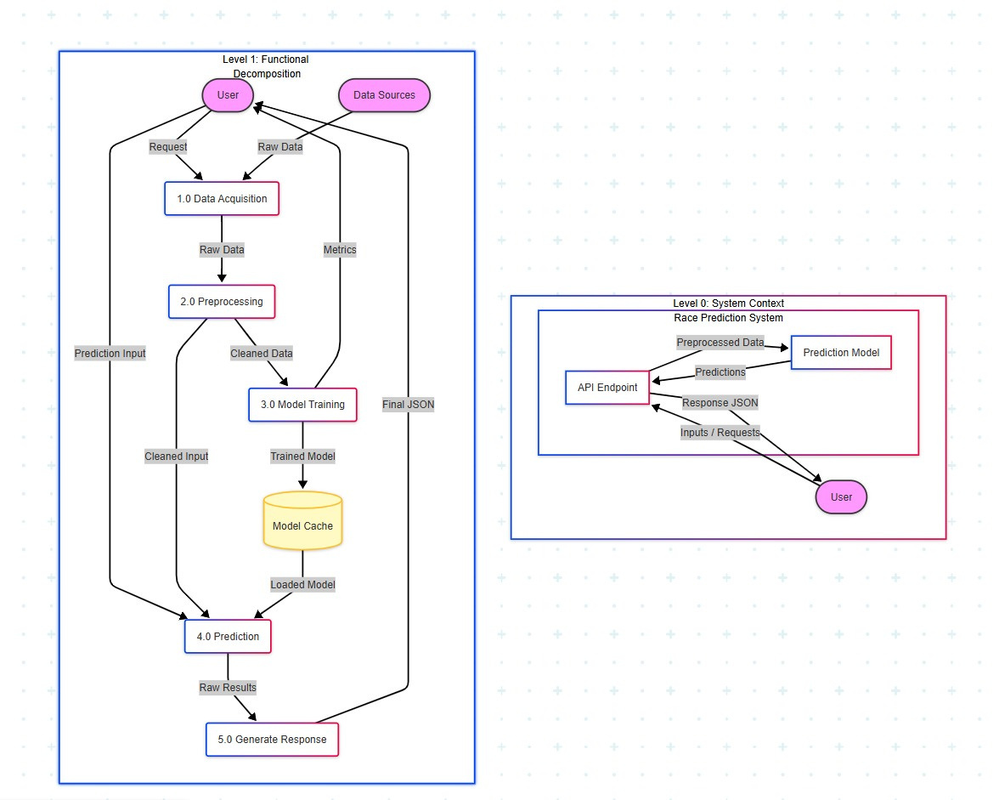 Level 1: Functional
Decomposition
User
Data Sources
Request
Raw Data
1.0 Data Acquisition
Raw Data
Metrics
2.0 Preprocessing
Prediction Input
Cleaned Data
3.0 Model Training
Final JSON
Cleaned Input
Trained Model
Model Cache
Loaded Model
4.0 Prediction
Raw Results
5.0 Generate Response
Level 0: System Context
Race Prediction System
Preprocessed Data
Prediction Model
Predictions
API Endpoint
Response JSON
Inputs / Requests
User